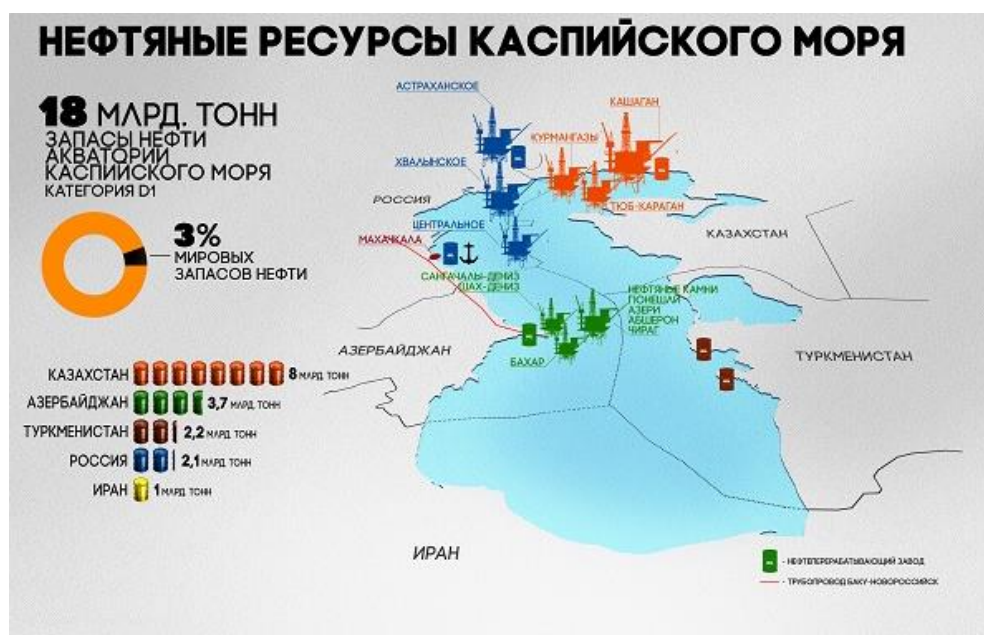 НЕФТЯНЫЕ РЕСУРСЫ КАСПИЙСКОГО МОРЯ
18 МЛРД. ТОНН
ЗАПАСЫ НЕФТИ
АКВАТОРИИ
КАСПИЙСКОГО МОРЯ
КАТЕГОРИЯ D1
3%
МИРОВЫХ
ЗАПАСОВ НЕФТИ
КАЗАХСТАН 8 МЛРД. ТОНН
АЗЕРБАЙДЖАН 3,7 МЛРД. ТОНН
ТУРКМЕНИСТАН 2,2 МЛРД. ТОНН
РОССИЯ 2,1 МЛРД. ТОНН
ИРАН 1 МЛРД. ТОНН
АСТРАХАНСКОЕ
КАШАГАН
КУРМАНГАЗЫ
ХВАЛЫНСКОЕ
РОССИЯ
ТЮБ-КАРАГАН
ЦЕНТРАЛЬНОЕ
КАЗАХСТАН
МАХАЧКАЛА
САНГАЧАЛЫ-ДЕНИЗ
ШАХ-ДЕНИЗ
НЕФТЯНЫЕ КАМНИ
ГЮНЕШЛИ
АЗЕРИ
АБШЕРОН
ЧИРАГ
АЗЕРБАЙДЖАН
БАХАР
ТУРКМЕНИСТАН
ИРАН
- НЕФТЕПЕРЕРАБАТЫВАЮЩИЙ ЗАВОД
- ТРУБОПРОВОД БАКУ-НОВОРОССИЙСК